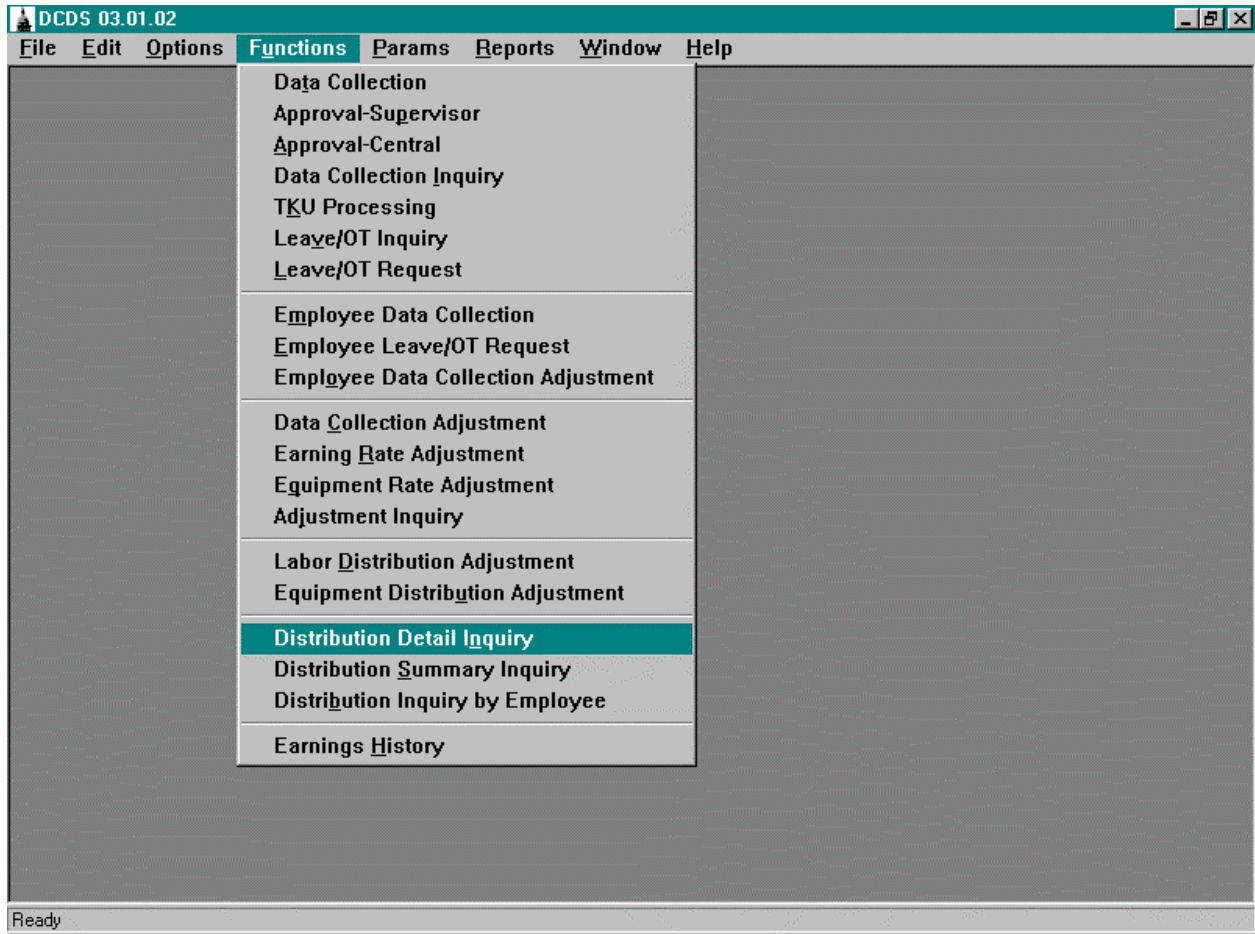 DCDS 03.01.02
File Edit Options Functions Params Reports Window Help
Data Collection
Approval-Supervisor
Approval-Central
Data Collection Inquiry
TKU Processing
Leave/OT Inquiry
Leave/OT Request
Employee Data Collection
Employee Leave/OT Request
Employee Data Collection Adjustment
Data Collection Adjustment
Earning Rate Adjustment
Equipment Rate Adjustment
Adjustment Inquiry
Labor Distribution Adjustment
Equipment Distribution Adjustment
Distribution Detail Inquiry
Distribution Summary Inquiry
Distribution Inquiry by Employee
Earnings History
Ready